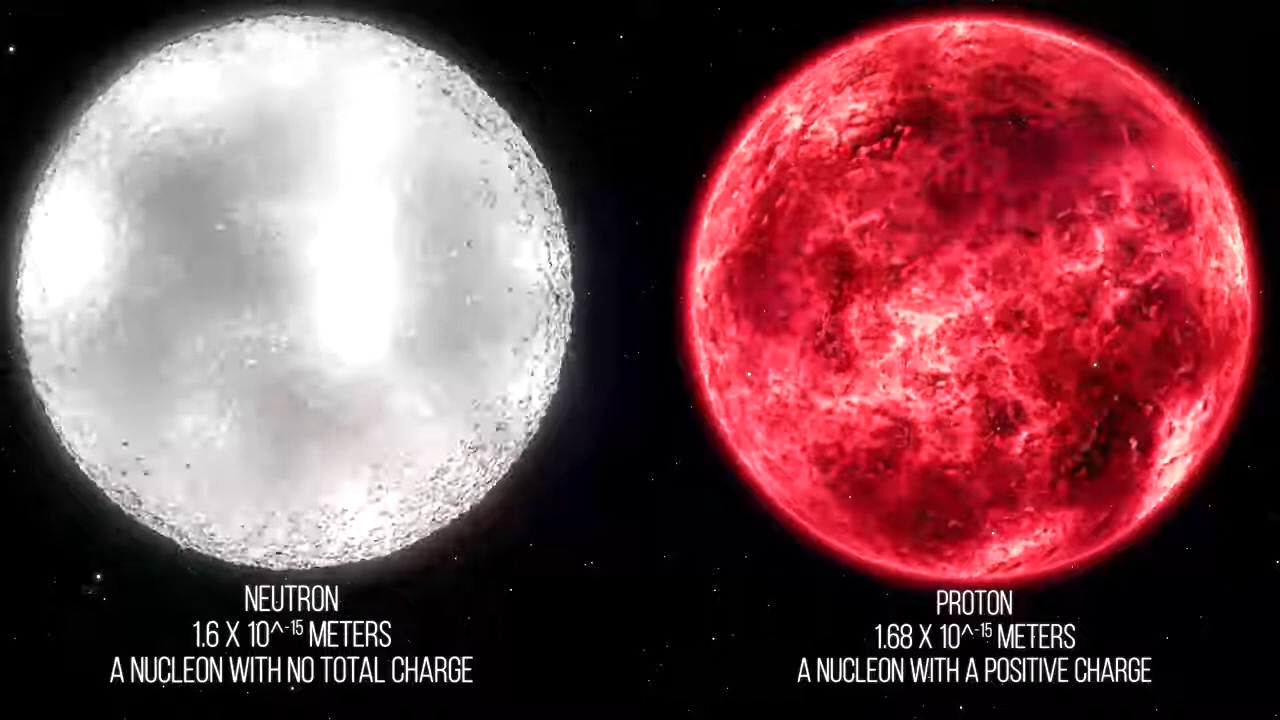 NEUTRON
1.6 X 10^-15 METERS
A NUCLEON WITH NO TOTAL CHARGE
PROTON
1.68 X 10^-15 METERS
A NUCLEON WITH A POSITIVE CHARGE